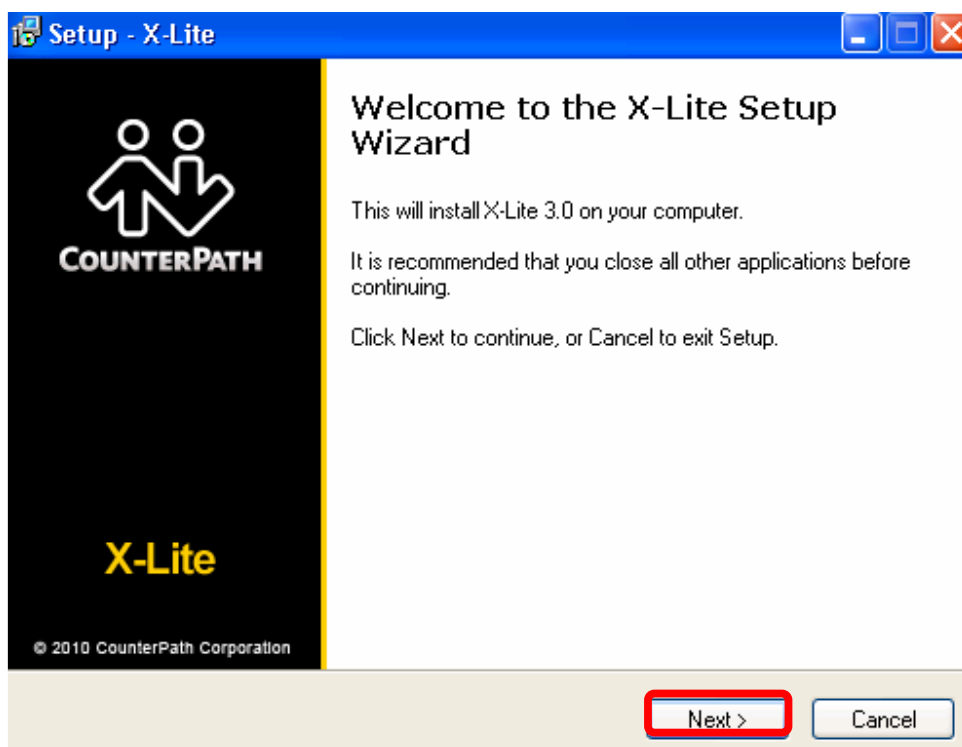 Setup - X-Lite
COUNTERPATH
X-Lite
© 2010 CounterPath Corporation
Welcome to the X-Lite Setup
Wizard
This will install X-Lite 3.0 on your computer.
It is recommended that you close all other applications before
continuing.
Click Next to continue, or Cancel to exit Setup.
Next >
Cancel